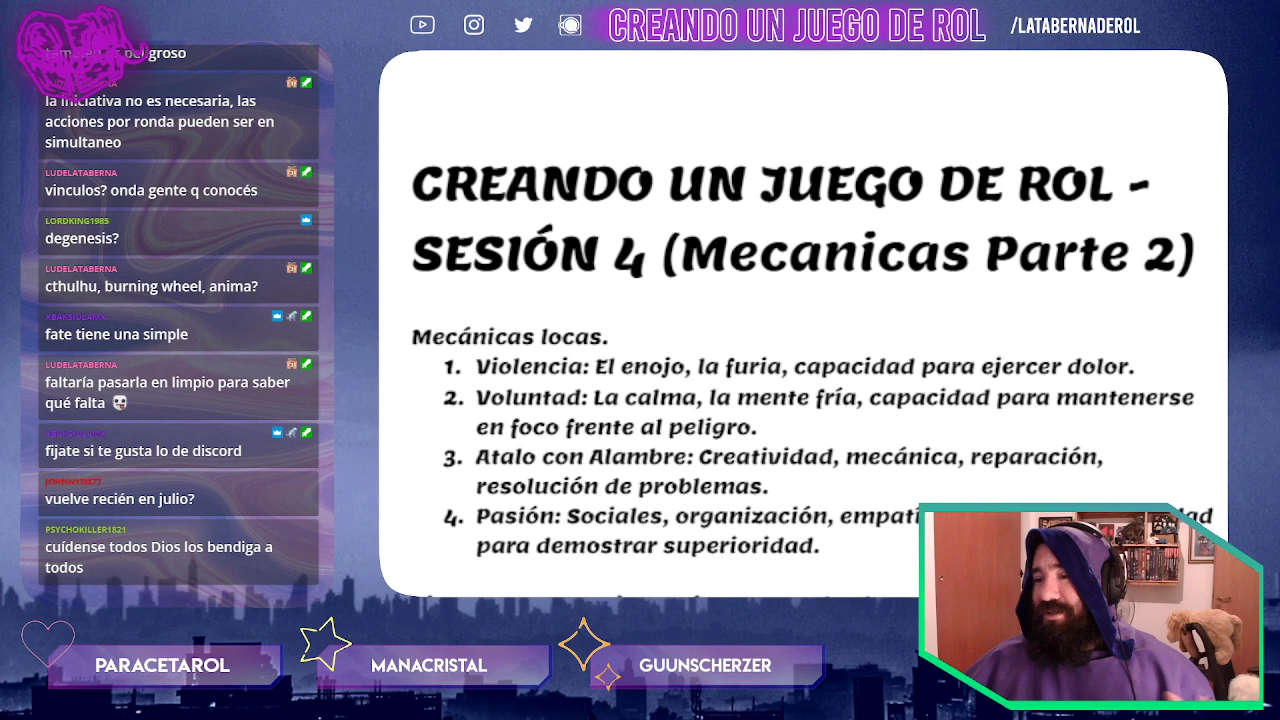 CREANDO UN JUEGO DE ROL
/LATABERNADEROL
la iniciativa no es necesaria, las
acciones por ronda pueden ser en
simultaneo
LUDELATABERNA
vinculos? onda gente q conocés
LORDKING1985
degenesis?
LUDELATABERNA
cthulhu, burning wheel, anima?
fate tiene una simple
LUDELATABERNA
faltaría pasarla en limpio para saber
qué falta
fijate si te gusta lo de discord
vuelve recién en julio?
PSYCHOKILLER1821
cuídense todos Dios los bendiga a
todos
CREANDO UN JUEGO DE ROL -
SESIÓN 4 (Mecanicas Parte 2)
Mecánicas locas.
1. Violencia: El enojo, la furia, capacidad para ejercer dolor.
2. Voluntad: La calma, la mente fría, capacidad para mantenerse
en foco frente al peligro.
3. Atalo con Alambre: Creatividad, mecánica, reparación,
resolución de problemas.
4. Pasión: Sociales, organización,
para demostrar superioridad.
PARACETAROL
MANACRISTAL
GUUNSCHERZER